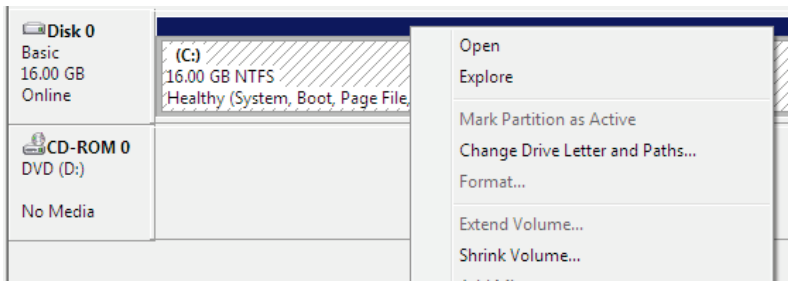 Disk 0
Basic
16.00 GB
Online
(C:)
16.00 GB NTFS
Healthy (System, Boot, Page File,
CD-ROM 0
DVD (D:)
No Media
Open
Explore
Mark Partition as Active
Change Drive Letter and Paths...
Format...
Extend Volume...
Shrink Volume...